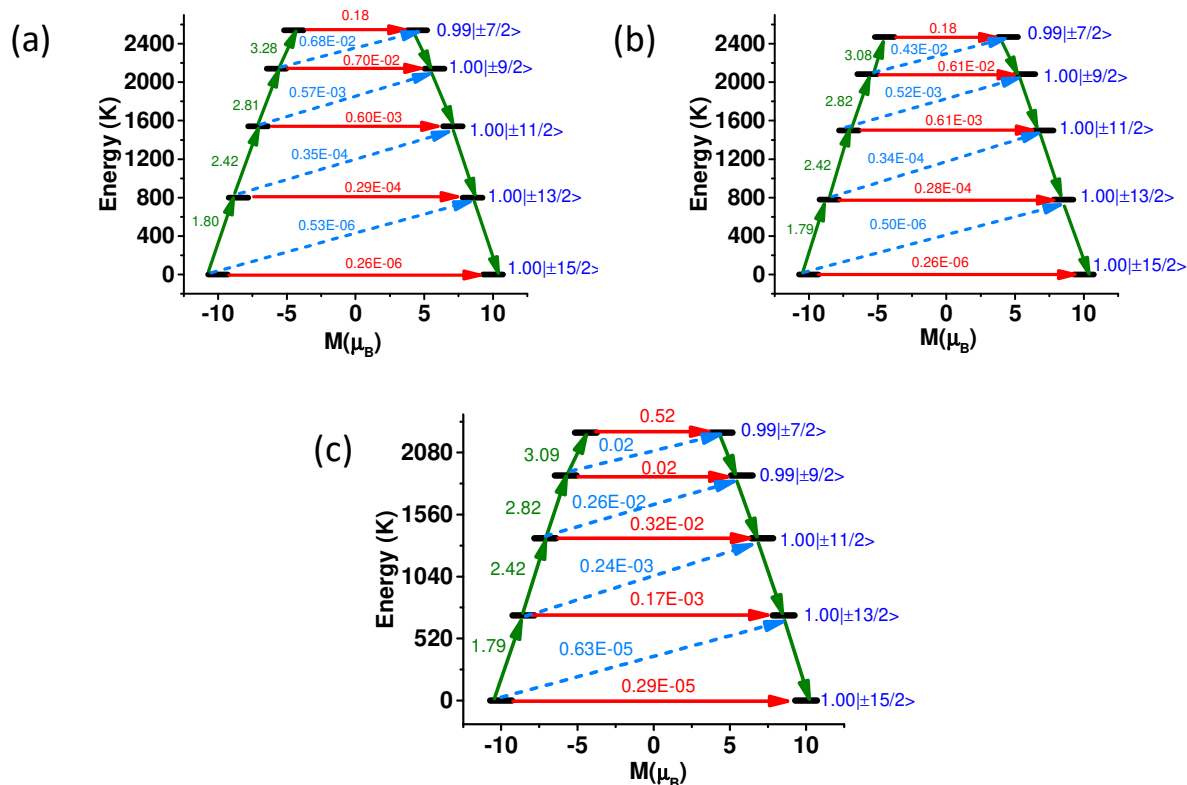 (a)
Energy (K)
2400
2000
1600
1200
800
400
0
-10 -5 0 5 10
M(μB)
0.18
0.99|±7/2>
3.28
0.68E-02
0.70E-02
1.00|±9/2>
2.81
0.57E-03
0.60E-03
1.00|±11/2>
2.42
0.35E-04
0.29E-04
1.00|±13/2>
1.80
0.53E-06
0.26E-06
1.00|±15/2>
(b)
Energy (K)
2400
2000
1600
1200
800
400
0
-10 -5 0 5 10
M(μB)
0.18
0.99|±7/2>
3.08
0.43E-02
0.61E-02
1.00|±9/2>
2.82
0.52E-03
0.61E-03
1.00|±11/2>
2.42
0.34E-04
0.28E-04
1.00|±13/2>
1.79
0.50E-06
0.26E-06
1.00|±15/2>
(c)
Energy (K)
2080
1560
1040
520
0
-10 -5 0 5 10
M(μB)
0.52
0.99|±7/2>
3.09
0.02
0.02
0.99|±9/2>
2.82
0.26E-02
0.32E-02
1.00|±11/2>
2.42
0.24E-03
0.17E-03
1.00|±13/2>
1.79
0.63E-05
0.29E-05
1.00|±15/2>